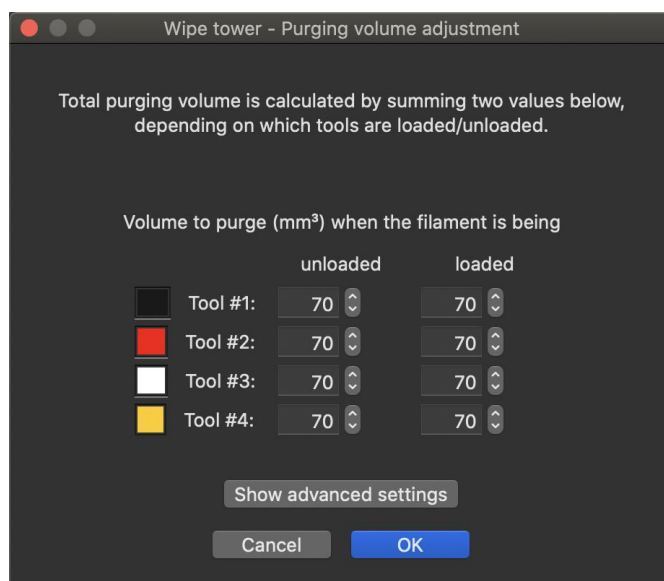 Wipe tower - Purging volume adjustment
Total purging volume is calculated by summing two values below,
depending on which tools are loaded/unloaded.
Volume to purge (mm³) when the filament is being
unloaded loaded
Tool #1: 70 70
Tool #2: 70 70
Tool #3: 70 70
Tool #4: 70 70
Show advanced settings
Cancel OK